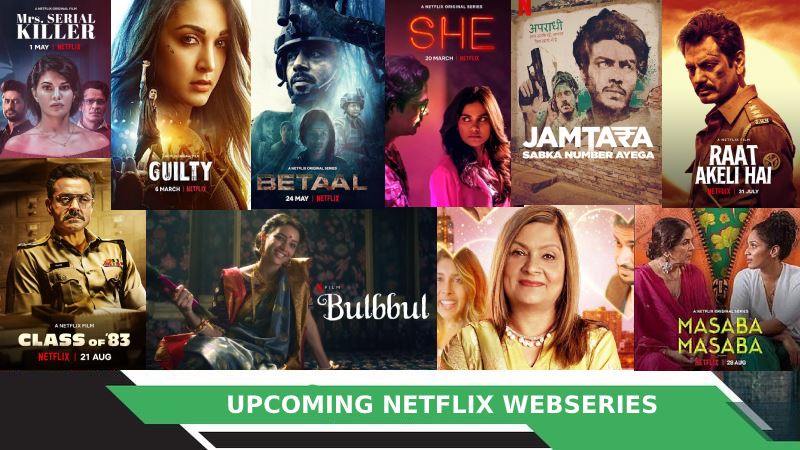 A NETFLIX ORIGINAL FILM
Mrs. SERIAL
KILLER
1 MAY | NETFLIX
GUILTY
6 MARCH | NETFLIX
A NETFLIX ORIGINAL SERIES
BETAAL
24 MAY | NETFLIX
A NETFLIX ORIGINAL SERIES
SHE
20 MARCH | NETFLIX
N
अपराधी
JAMTARA
SABKA NUMBER AYEGA
A NETFLIX FILM
RAAT
AKELI HAI
NETFLIX | 31 JULY
A NETFLIX FILM
CLASS OF '83
NETFLIX | 21 AUG
N FILM
Bulbbul
A NETFLIX ORIGINAL SERIES
MASABA
MASABA
NETFLIX | 28 AUG
UPCOMING NETFLIX WEBSERIES